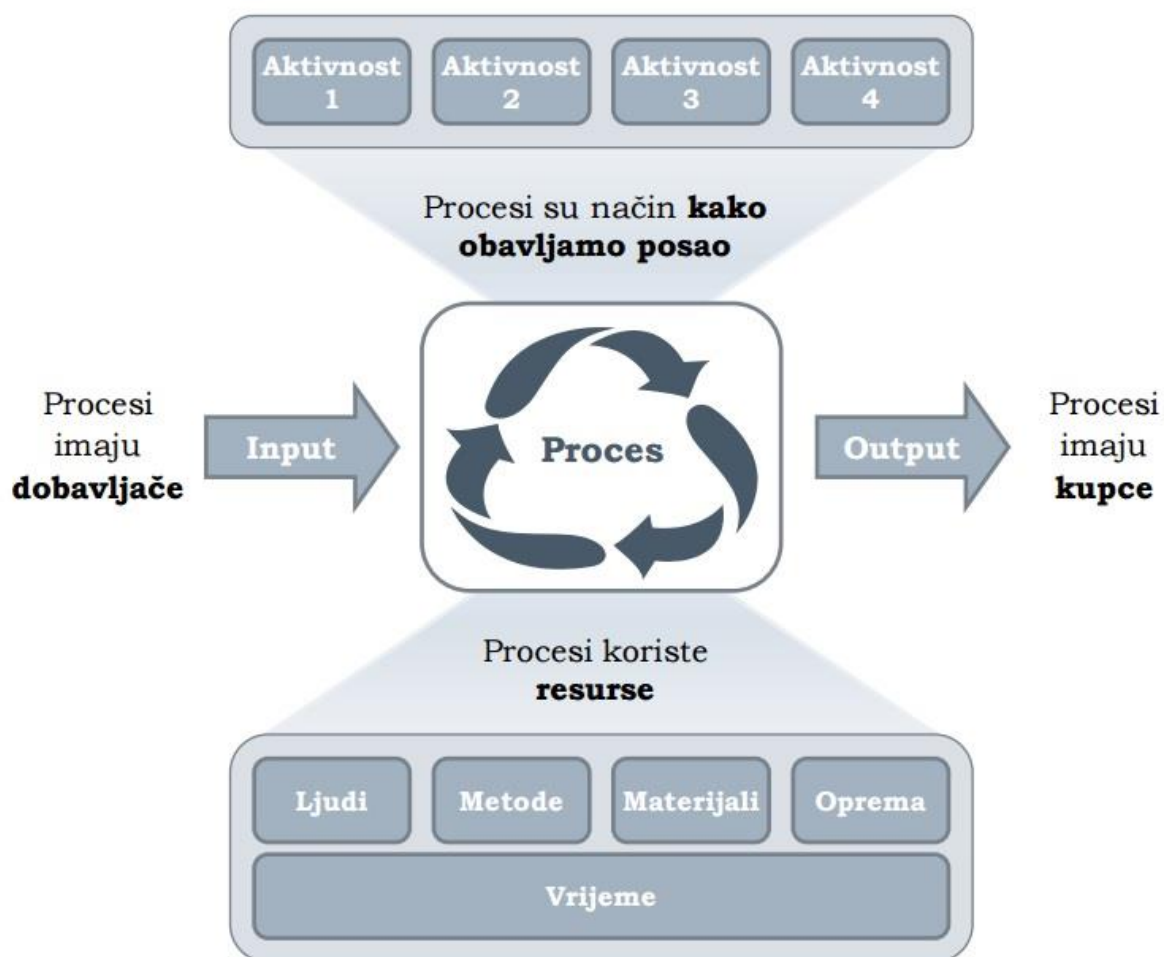 Aktivnost
1
Aktivnost
2
Aktivnost
3
Aktivnost
4
Procesi su način kako
obavljamo posao
Procesi
imaju
dobavljače
Input
Proces
Output
Procesi
imaju
kupce
Procesi koriste
resurse
Ljudi
Metode
Materijali
Oprema
Vrijeme